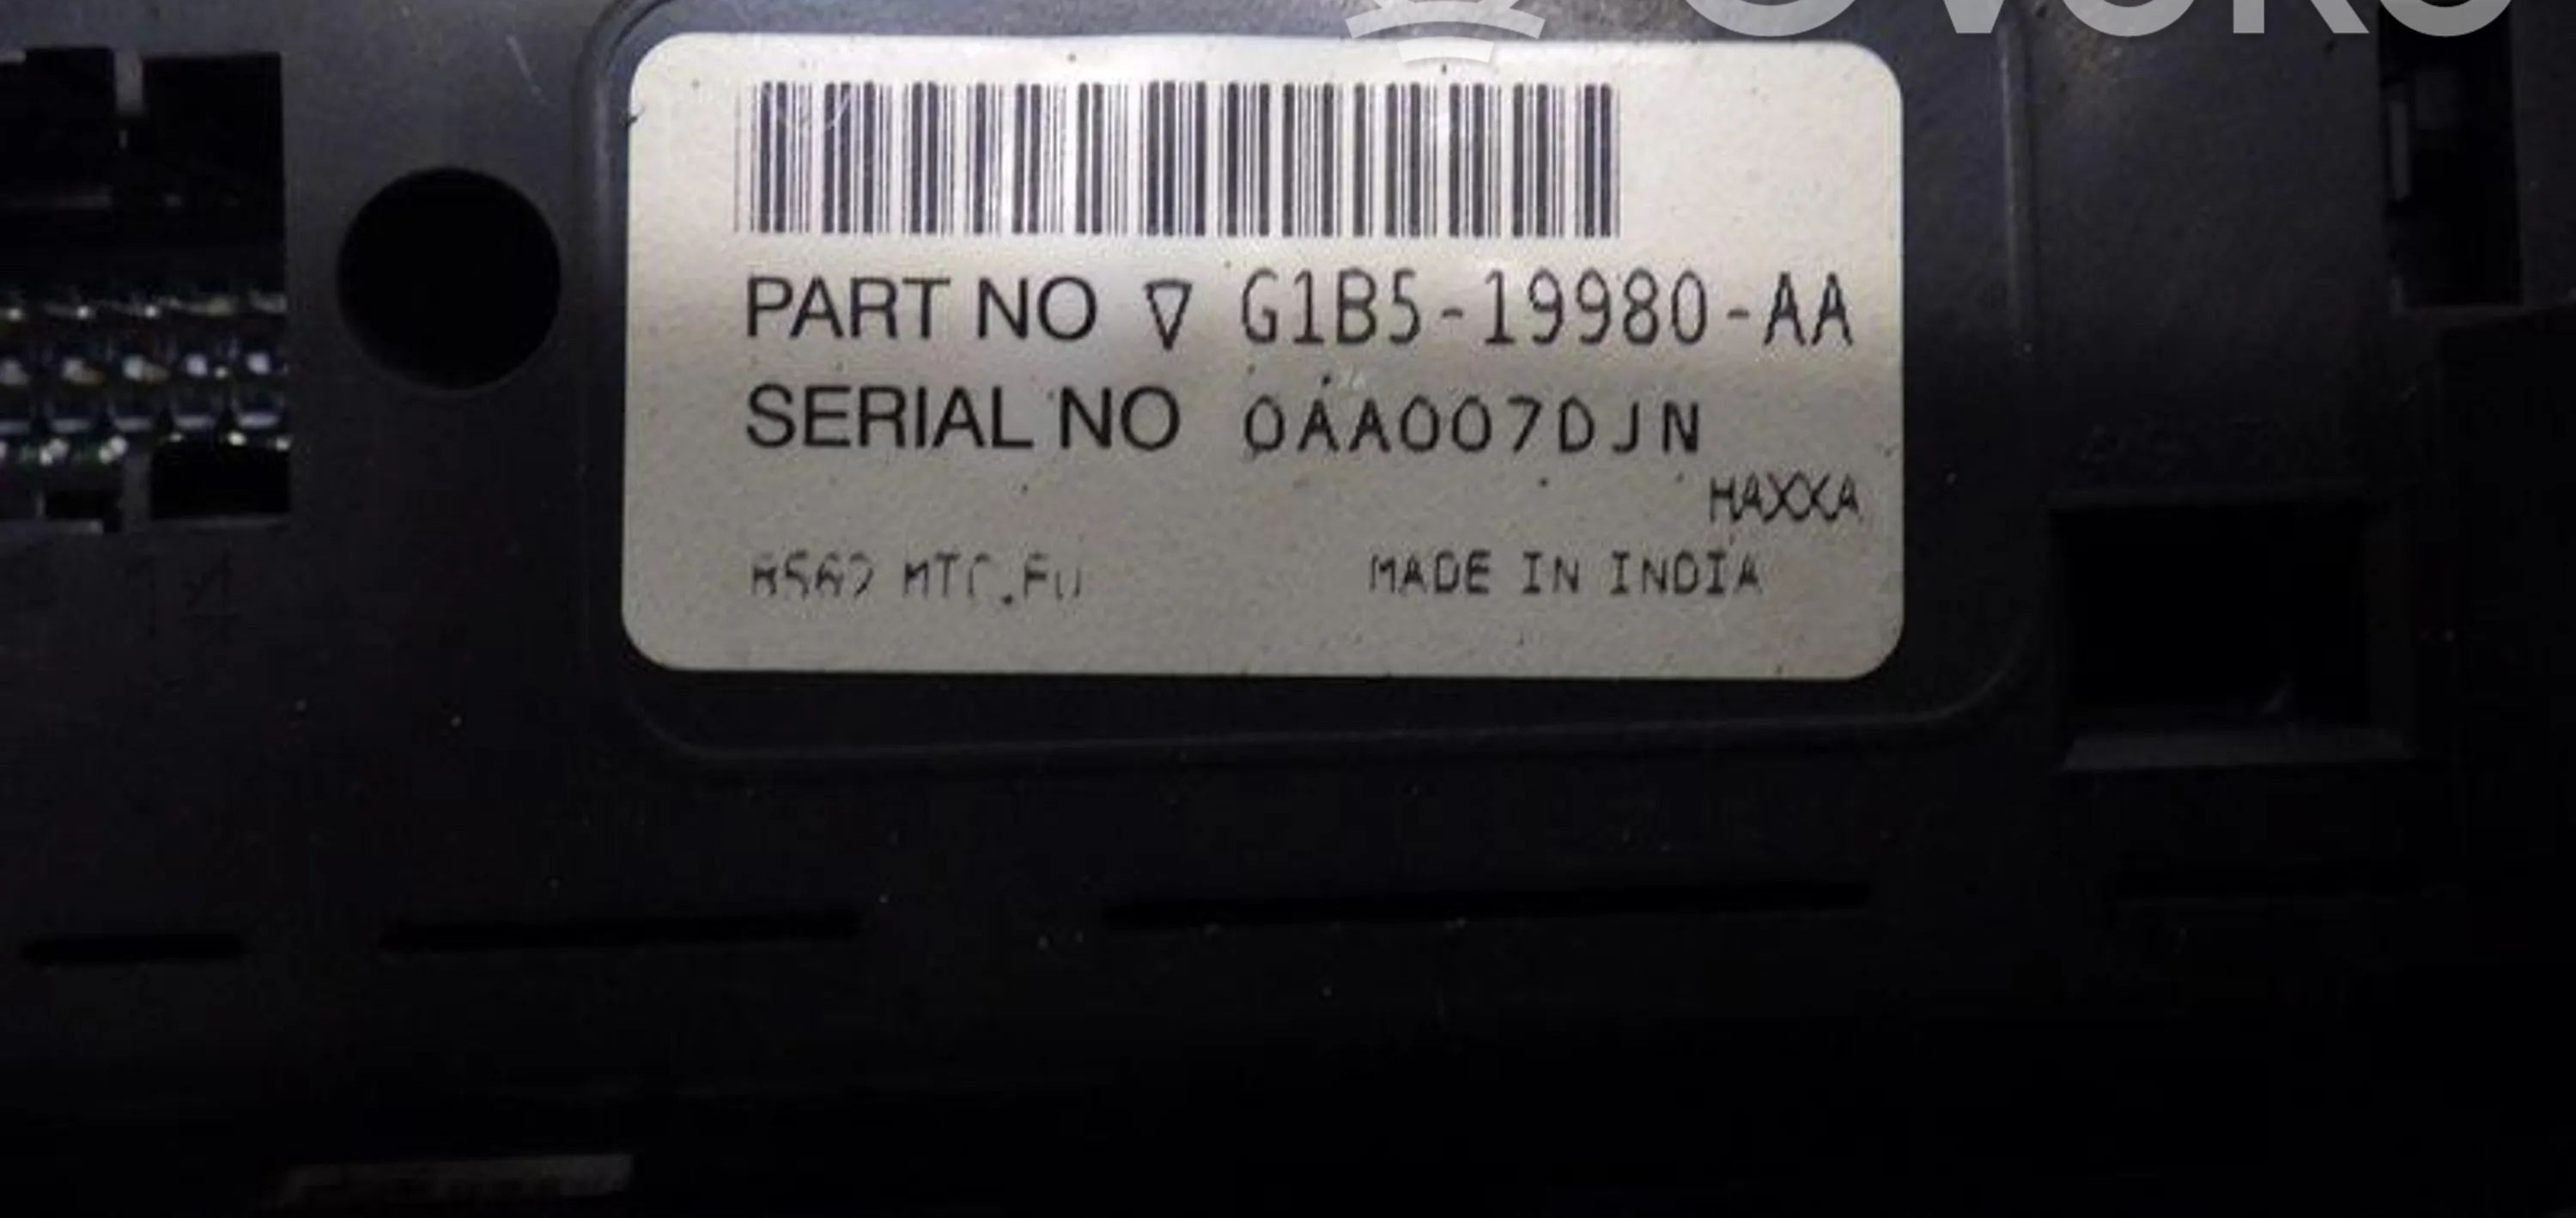 PART NO ▽ G1B5-19980-AA
SERIAL NO 0AA007DJN
HAXXA
MADE IN INDIA